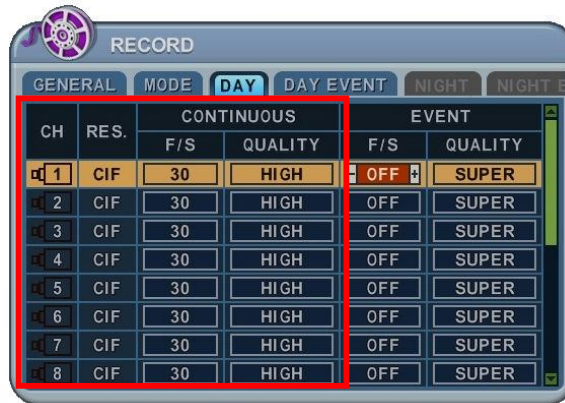 RECORD
GENERAL MODE DAY DAY EVENT NIGHT NIGHT E
CH RES. CONTINUOUS EVENT
F/S QUALITY F/S QUALITY
1 CIF 30 HIGH - OFF + SUPER
2 CIF 30 HIGH OFF SUPER
3 CIF 30 HIGH OFF SUPER
4 CIF 30 HIGH OFF SUPER
5 CIF 30 HIGH OFF SUPER
6 CIF 30 HIGH OFF SUPER
7 CIF 30 HIGH OFF SUPER
8 CIF 30 HIGH OFF SUPER